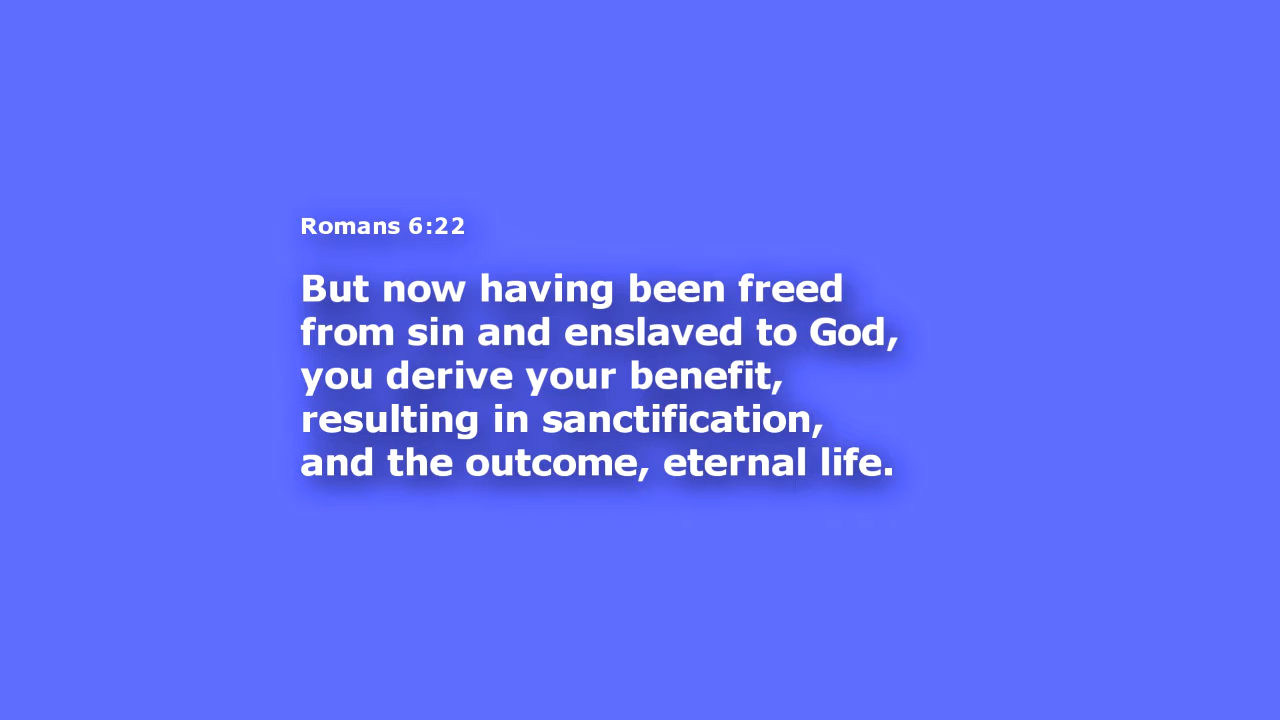 Romans 6:22
But now having been freed
from sin and enslaved to God,
you derive your benefit,
resulting in sanctification,
and the outcome, eternal life.